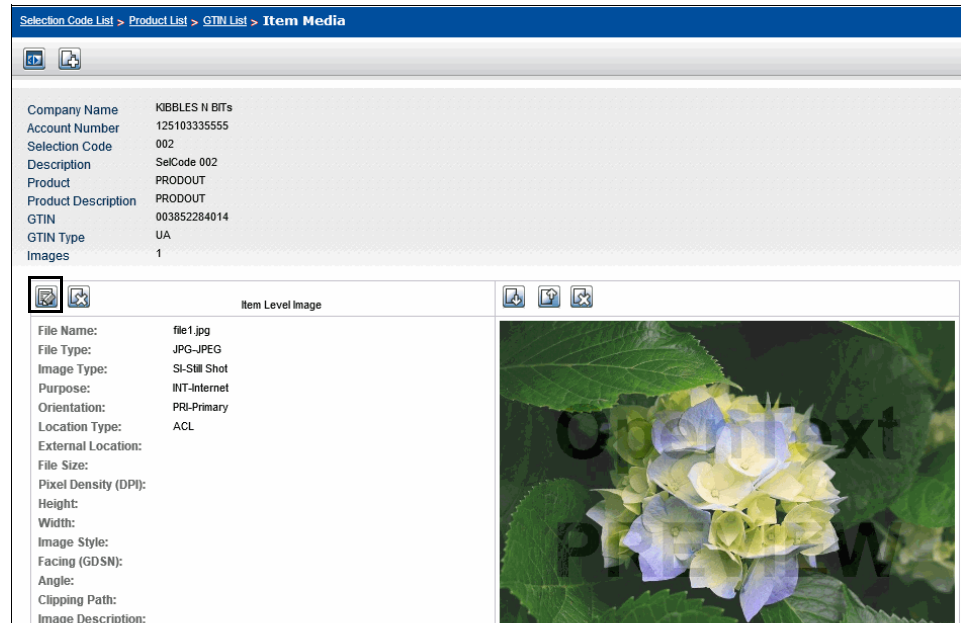 Selection Code List > Product List > GTIN List > Item Media
Company Name KIBBLES N BITs
Account Number 125103335555
Selection Code 002
Description SelCode 002
Product PRODOUT
Product Description PRODOUT
GTIN 003852284014
GTIN Type UA
Images 1
Item Level Image
File Name: file1.jpg
File Type: JPG-JPEG
Image Type: SI-Still Shot
Purpose: INT-Internet
Orientation: PRI-Primary
Location Type: ACL
External Location:
File Size:
Pixel Density (DPI):
Height:
Width:
Image Style:
Facing (GDSN):
Angle:
Clipping Path:
Image Description:
OpenText
PREVIEW